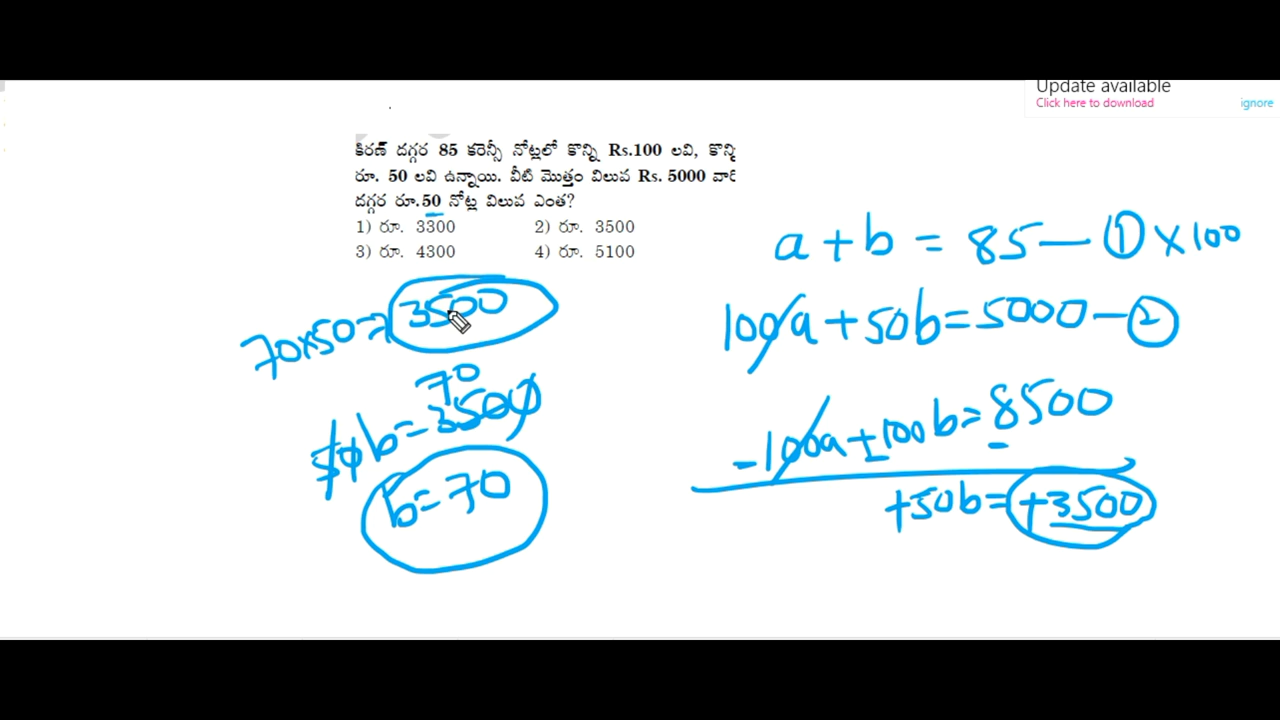 Update available
Click here to download ignore
కిరణ్ దగ్గర 85 కరెన్సీ నోట్లలో కొన్ని Rs.100 లవి, కొన్ని
రూ. 50 లవి ఉన్నాయి. వీటి మొత్తం విలువ Rs. 5000 వారి
దగ్గర రూ.50 నోట్ల విలువ ఎంత?
1) రూ. 3300 2) రూ. 3500
3) రూ. 4300 4) రూ. 5100
a + b = 85 — ① × 100
100a + 50b = 5000 — ②
- 100a ± 100b = 8500
+50b = +3500
70×50 = 3500
70
50b = 3500
b = 70